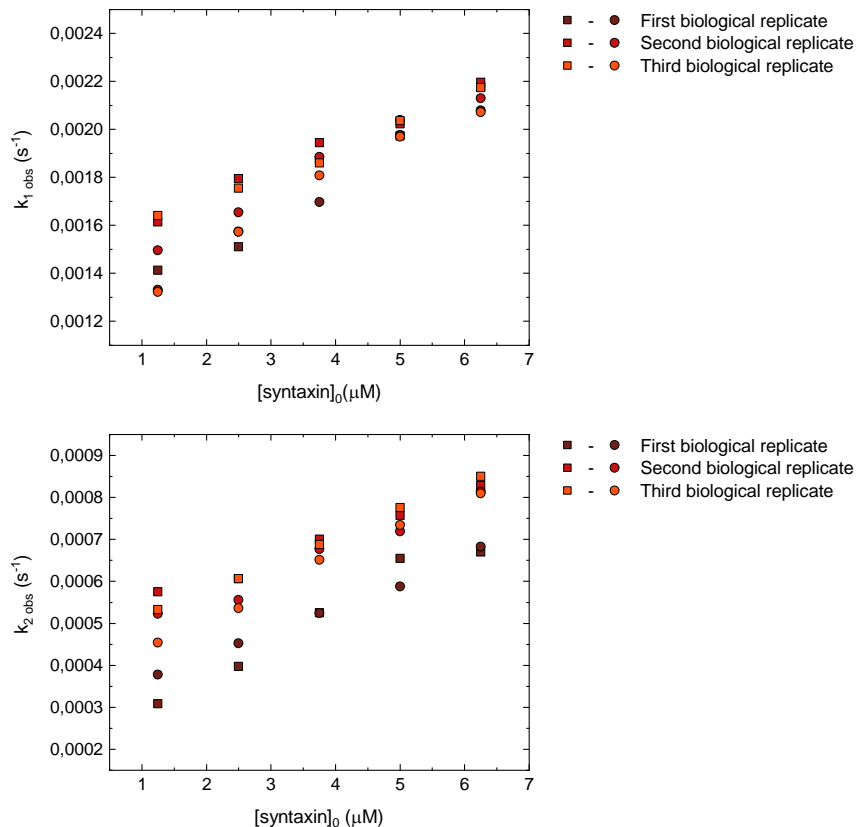 0,0024
0,0022
0,0020
0,0018
0,0016
0,0014
0,0012
k1 obs (s-1)
1 2 3 4 5 6 7
[syntaxin]0(μM)
- First biological replicate
- Second biological replicate
- Third biological replicate
0,0009
0,0008
0,0007
0,0006
0,0005
0,0004
0,0003
0,0002
k2 obs (s-1)
1 2 3 4 5 6 7
[syntaxin]0 (μM)
- First biological replicate
- Second biological replicate
- Third biological replicate